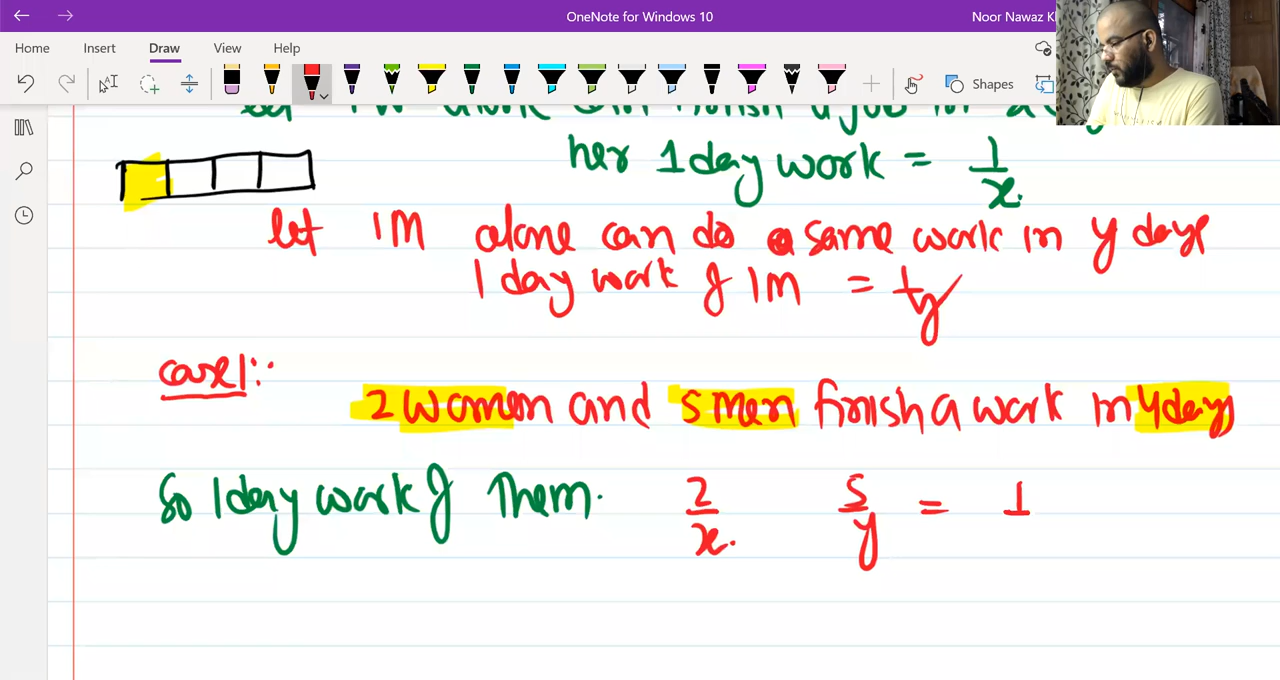 OneNote for Windows 10
Noor Nawaz K
Home Insert Draw View Help
Shapes
her 1 day work = 1/x.
let 1M alone can do a same work in y days
1 day work of 1M = 1/y
case 1:
2 women and 5 men finish a work in 4 days
So 1 day work of them. 2/x. 5/y = 1